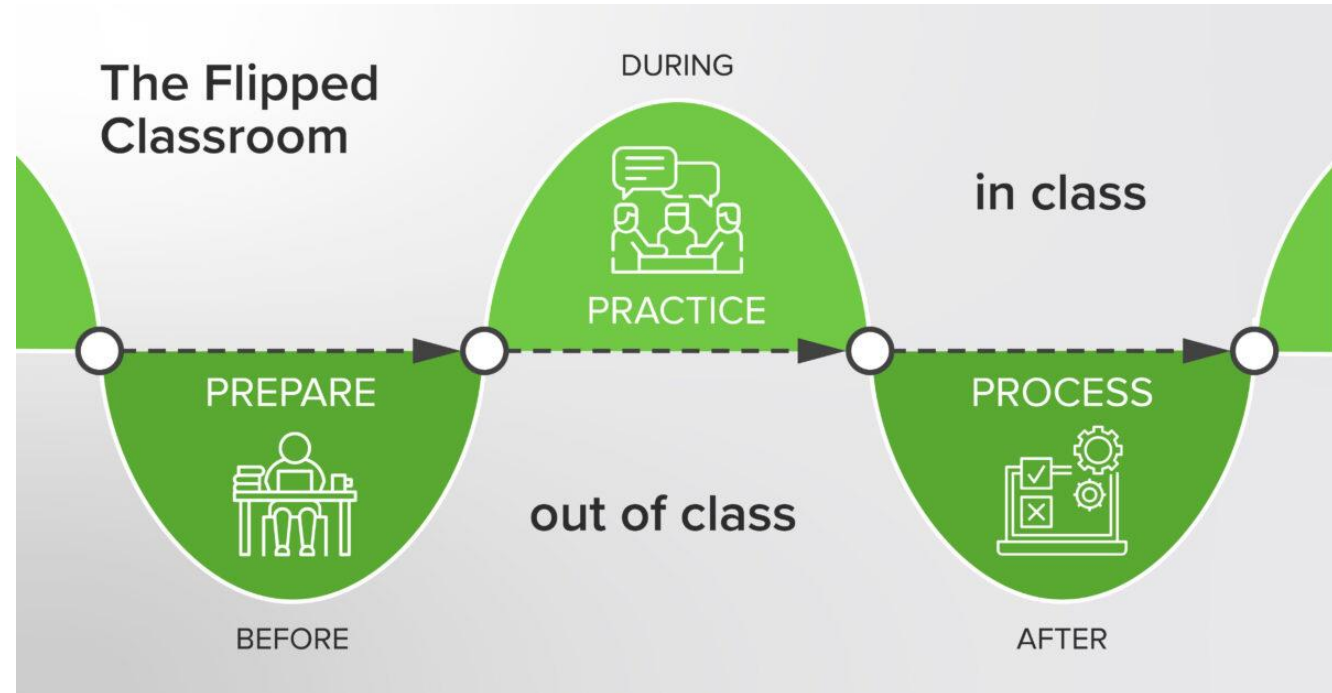 The Flipped
Classroom
DURING
in class
PRACTICE
PREPARE
PROCESS
out of class
BEFORE
AFTER